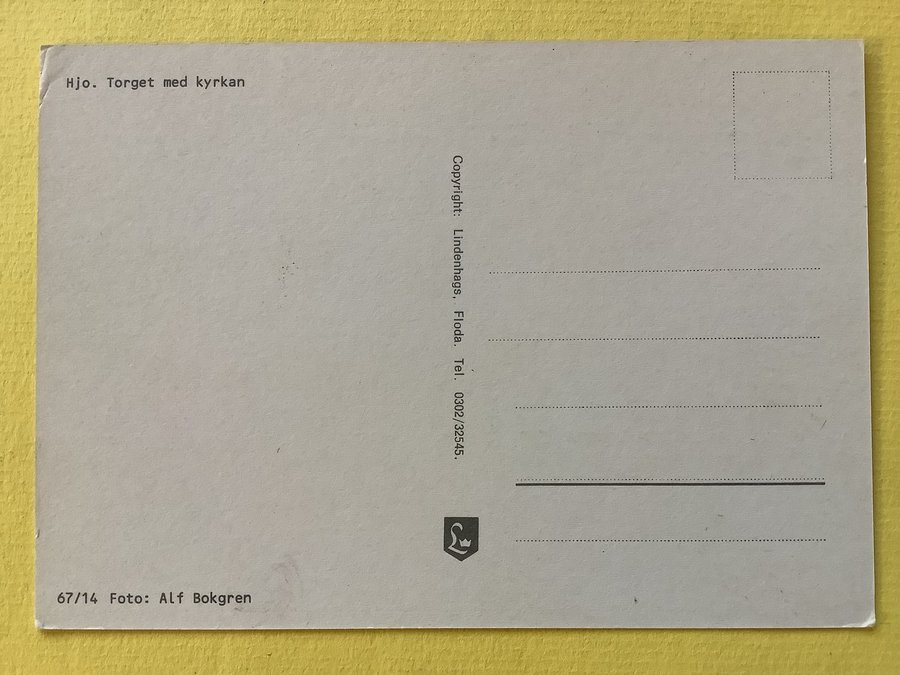 Hjo. Torget med kyrkan
Copyright: Lindenhags, Floda. Tel. 0302/32545.
L
67/14 Foto: Alf Bokgren